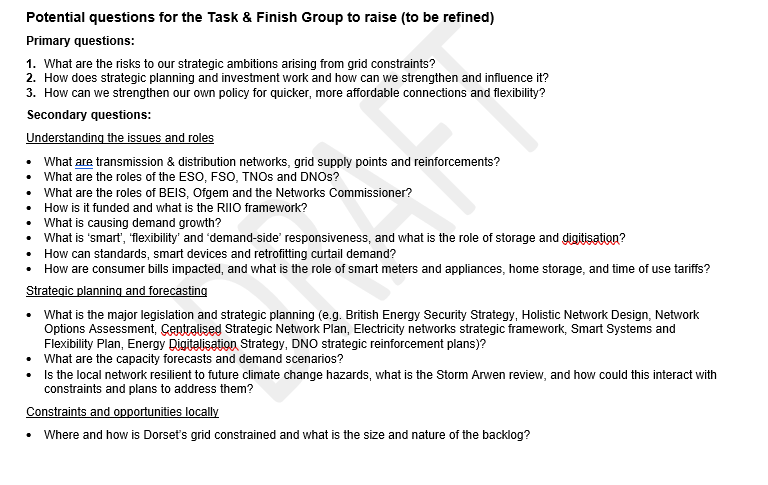 Potential questions for the Task & Finish Group to raise (to be refined)
Primary questions:
1. What are the risks to our strategic ambitions arising from grid constraints?
2. How does strategic planning and investment work and how can we strengthen and influence it?
3. How can we strengthen our own policy for quicker, more affordable connections and flexibility?
Secondary questions:
Understanding the issues and roles
• What are transmission & distribution networks, grid supply points and reinforcements?
• What are the roles of the ESO, FSO, TNOs and DNOs?
• What are the roles of BEIS, Ofgem and the Networks Commissioner?
• How is it funded and what is the RIIO framework?
• What is causing demand growth?
• What is ‘smart’, ‘flexibility’ and ‘demand-side’ responsiveness, and what is the role of storage and digitisation?
• How can standards, smart devices and retrofitting curtail demand?
• How are consumer bills impacted, and what is the role of smart meters and appliances, home storage, and time of use tariffs?
Strategic planning and forecasting
• What is the major legislation and strategic planning (e.g. British Energy Security Strategy, Holistic Network Design, Network
Options Assessment, Centralised Strategic Network Plan, Electricity networks strategic framework, Smart Systems and
Flexibility Plan, Energy Digitalisation Strategy, DNO strategic reinforcement plans)?
• What are the capacity forecasts and demand scenarios?
• Is the local network resilient to future climate change hazards, what is the Storm Arwen review, and how could this interact with
constraints and plans to address them?
Constraints and opportunities locally
• Where and how is Dorset’s grid constrained and what is the size and nature of the backlog?
DRAFT